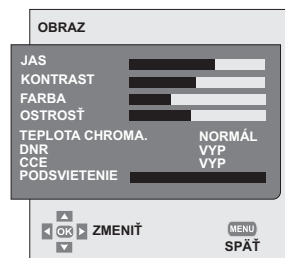 OBRAZ
JAS
KONTRAST
FARBA
OSTROSŤ
TEPLOTA CHROMA. NORMÁL
DNR VYP
CCE VYP
PODSVIETENIE
OK ZMENIŤ MENU
SPÄŤ